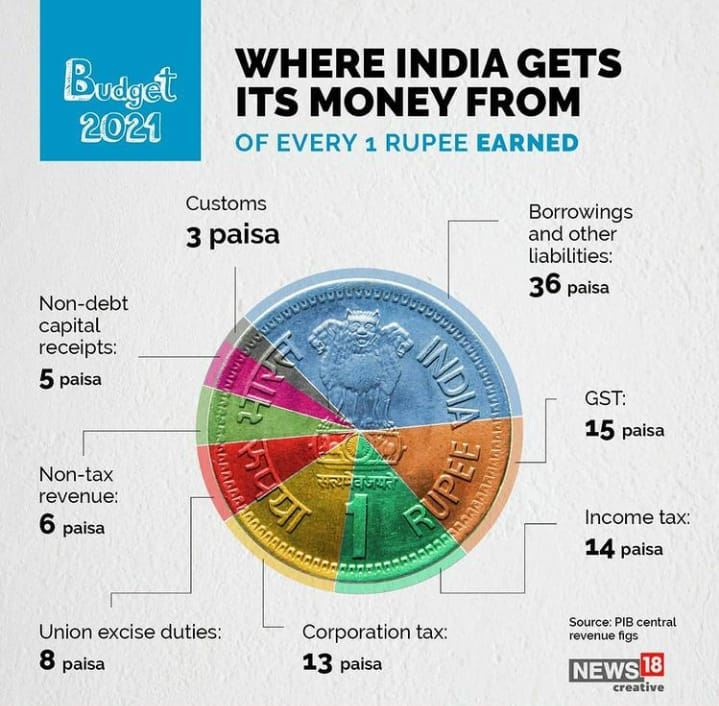 Budget
2021
WHERE INDIA GETS
ITS MONEY FROM
OF EVERY 1 RUPEE EARNED
Customs
3 paisa
Borrowings
and other
liabilities:
36 paisa
Non-debt
capital
receipts:
5 paisa
GST:
15 paisa
Non-tax
revenue:
6 paisa
Income tax:
14 paisa
Union excise duties:
8 paisa
Corporation tax:
13 paisa
भारत
INDIA
सत्यमेव जयते
रुपया
1
RUPEE
Source: PIB central
revenue figs
NEWS18
creative